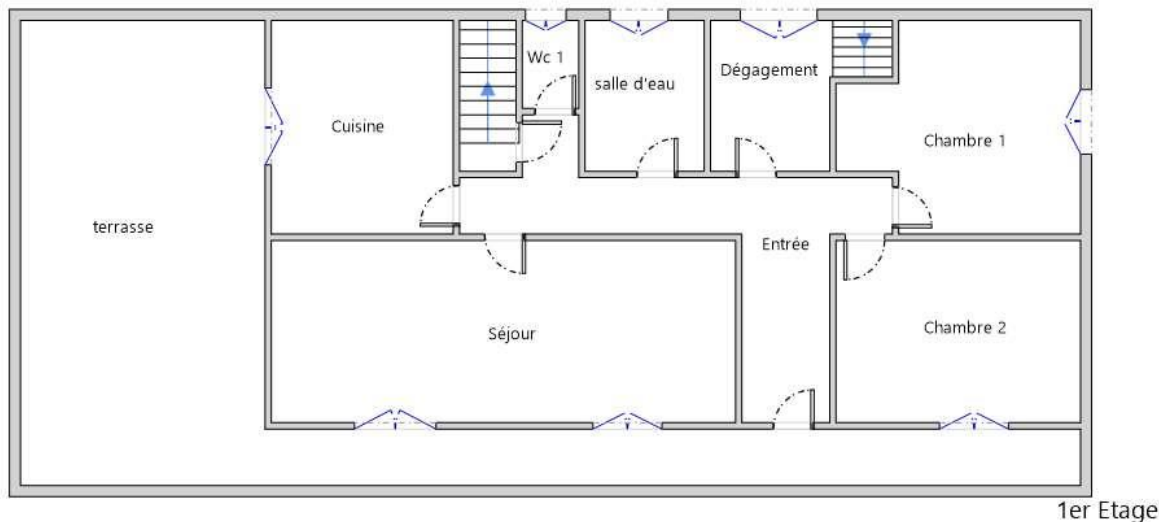 Wc 1
Dégagement
salle d'eau
Cuisine
Chambre 1
terrasse
Entrée
Séjour
Chambre 2
1er Etage